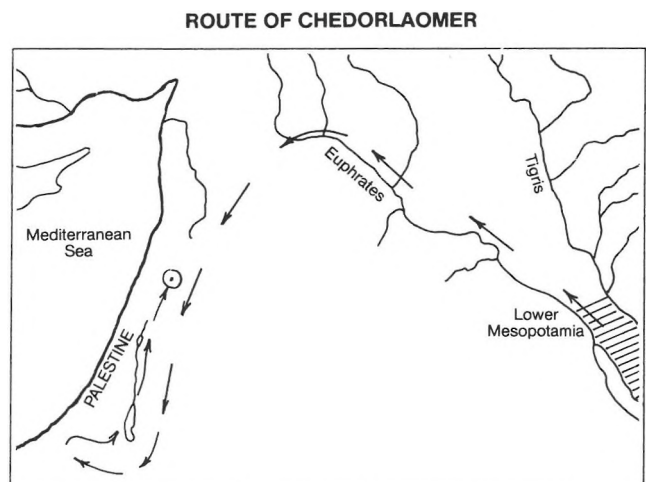 ROUTE OF CHEDORLAOMER
Euphrates
Tigris
Mediterranean
Sea
Lower
Mesopotamia
PALESTINE